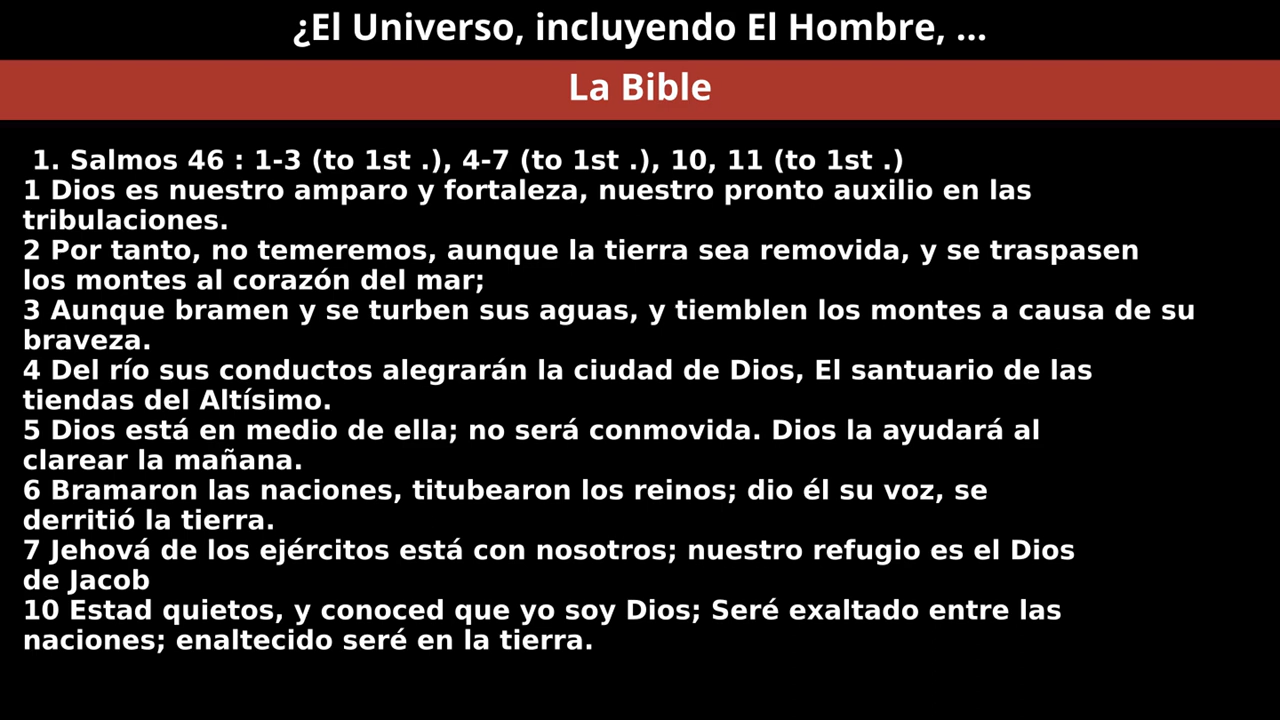 ¿El Universo, incluyendo El Hombre, ...
La Bible
1. Salmos 46 : 1-3 (to 1st .), 4-7 (to 1st .), 10, 11 (to 1st .)
1 Dios es nuestro amparo y fortaleza, nuestro pronto auxilio en las
tribulaciones.
2 Por tanto, no temeremos, aunque la tierra sea removida, y se traspasen
los montes al corazón del mar;
3 Aunque bramen y se turben sus aguas, y tiemblen los montes a causa de su
braveza.
4 Del río sus conductos alegrarán la ciudad de Dios, El santuario de las
tiendas del Altísimo.
5 Dios está en medio de ella; no será conmovida. Dios la ayudará al
clarear la mañana.
6 Bramaron las naciones, titubearon los reinos; dio él su voz, se
derritió la tierra.
7 Jehová de los ejércitos está con nosotros; nuestro refugio es el Dios
de Jacob
10 Estad quietos, y conoced que yo soy Dios; Seré exaltado entre las
naciones; enaltecido seré en la tierra.